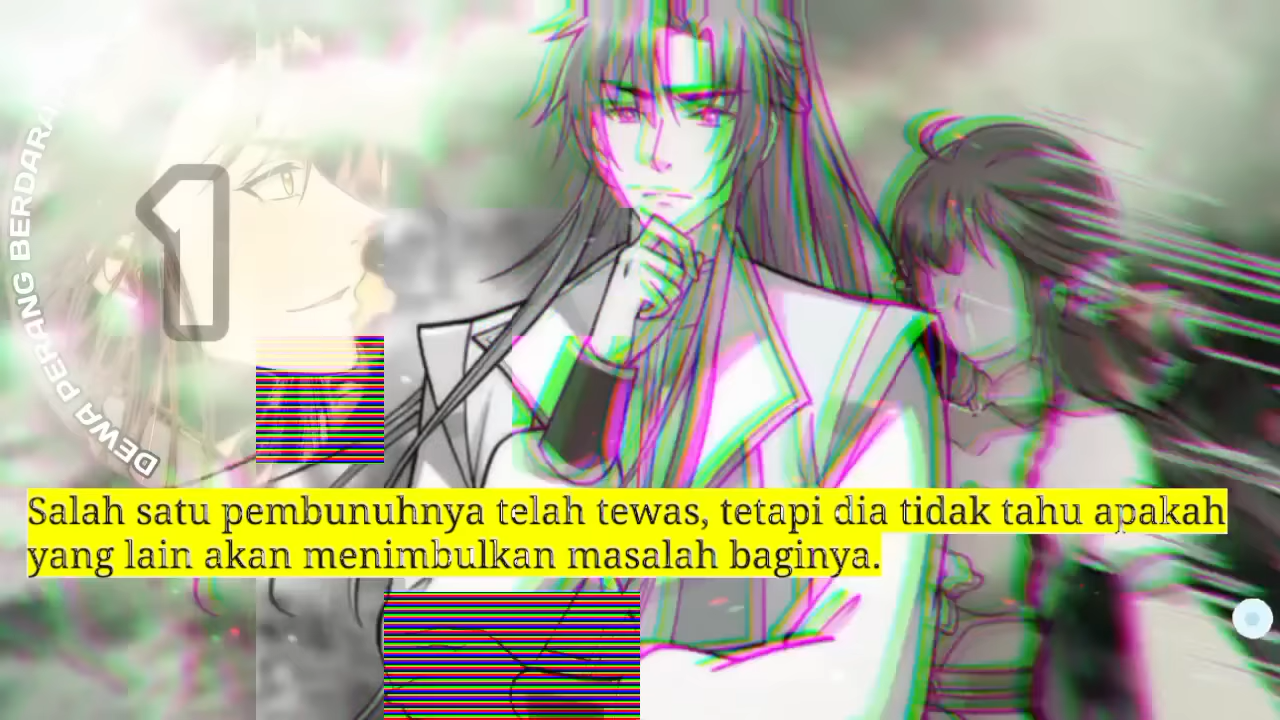 DEWA PERANG BERDARA
1
Salah satu pembunuhnya telah tewas, tetapi dia tidak tahu apakah
yang lain akan menimbulkan masalah baginya.